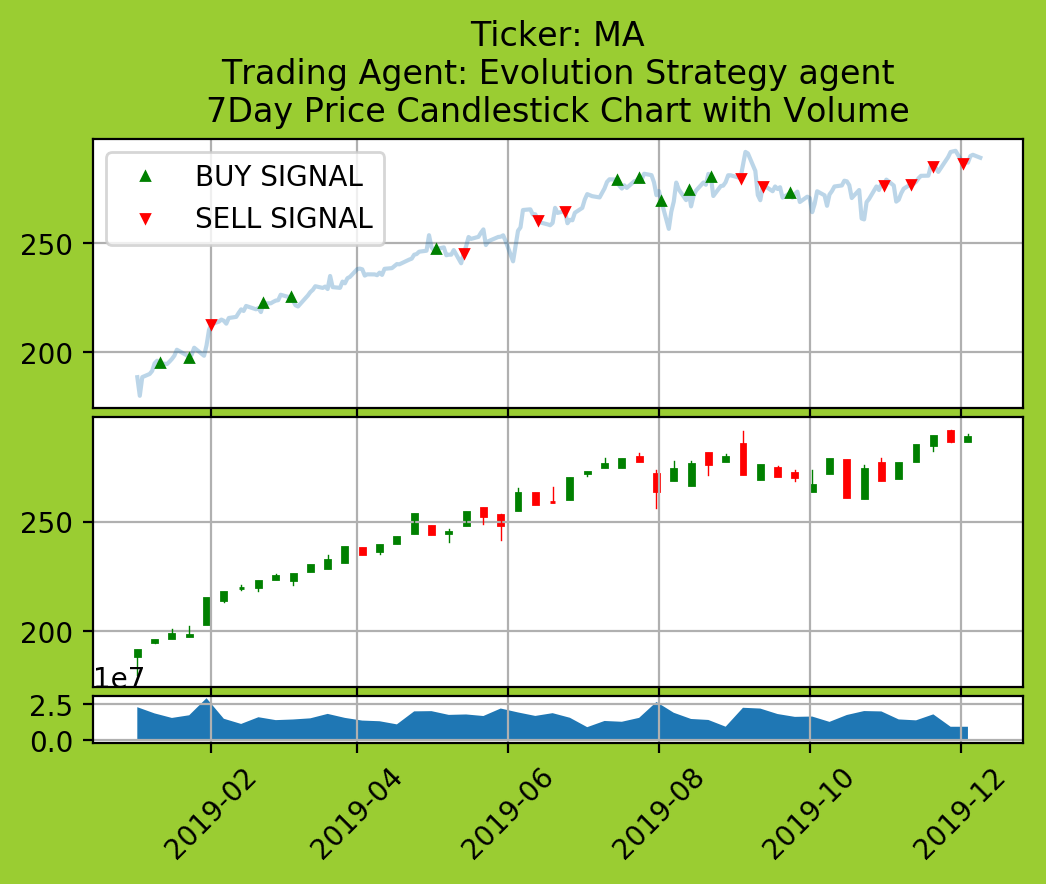 Ticker: MA
Trading Agent: Evolution Strategy agent
7Day Price Candlestick Chart with Volume
BUY SIGNAL
SELL SIGNAL
250
200
250
200
1e7
2.5
0.0
2019-02
2019-04
2019-06
2019-08
2019-10
2019-12